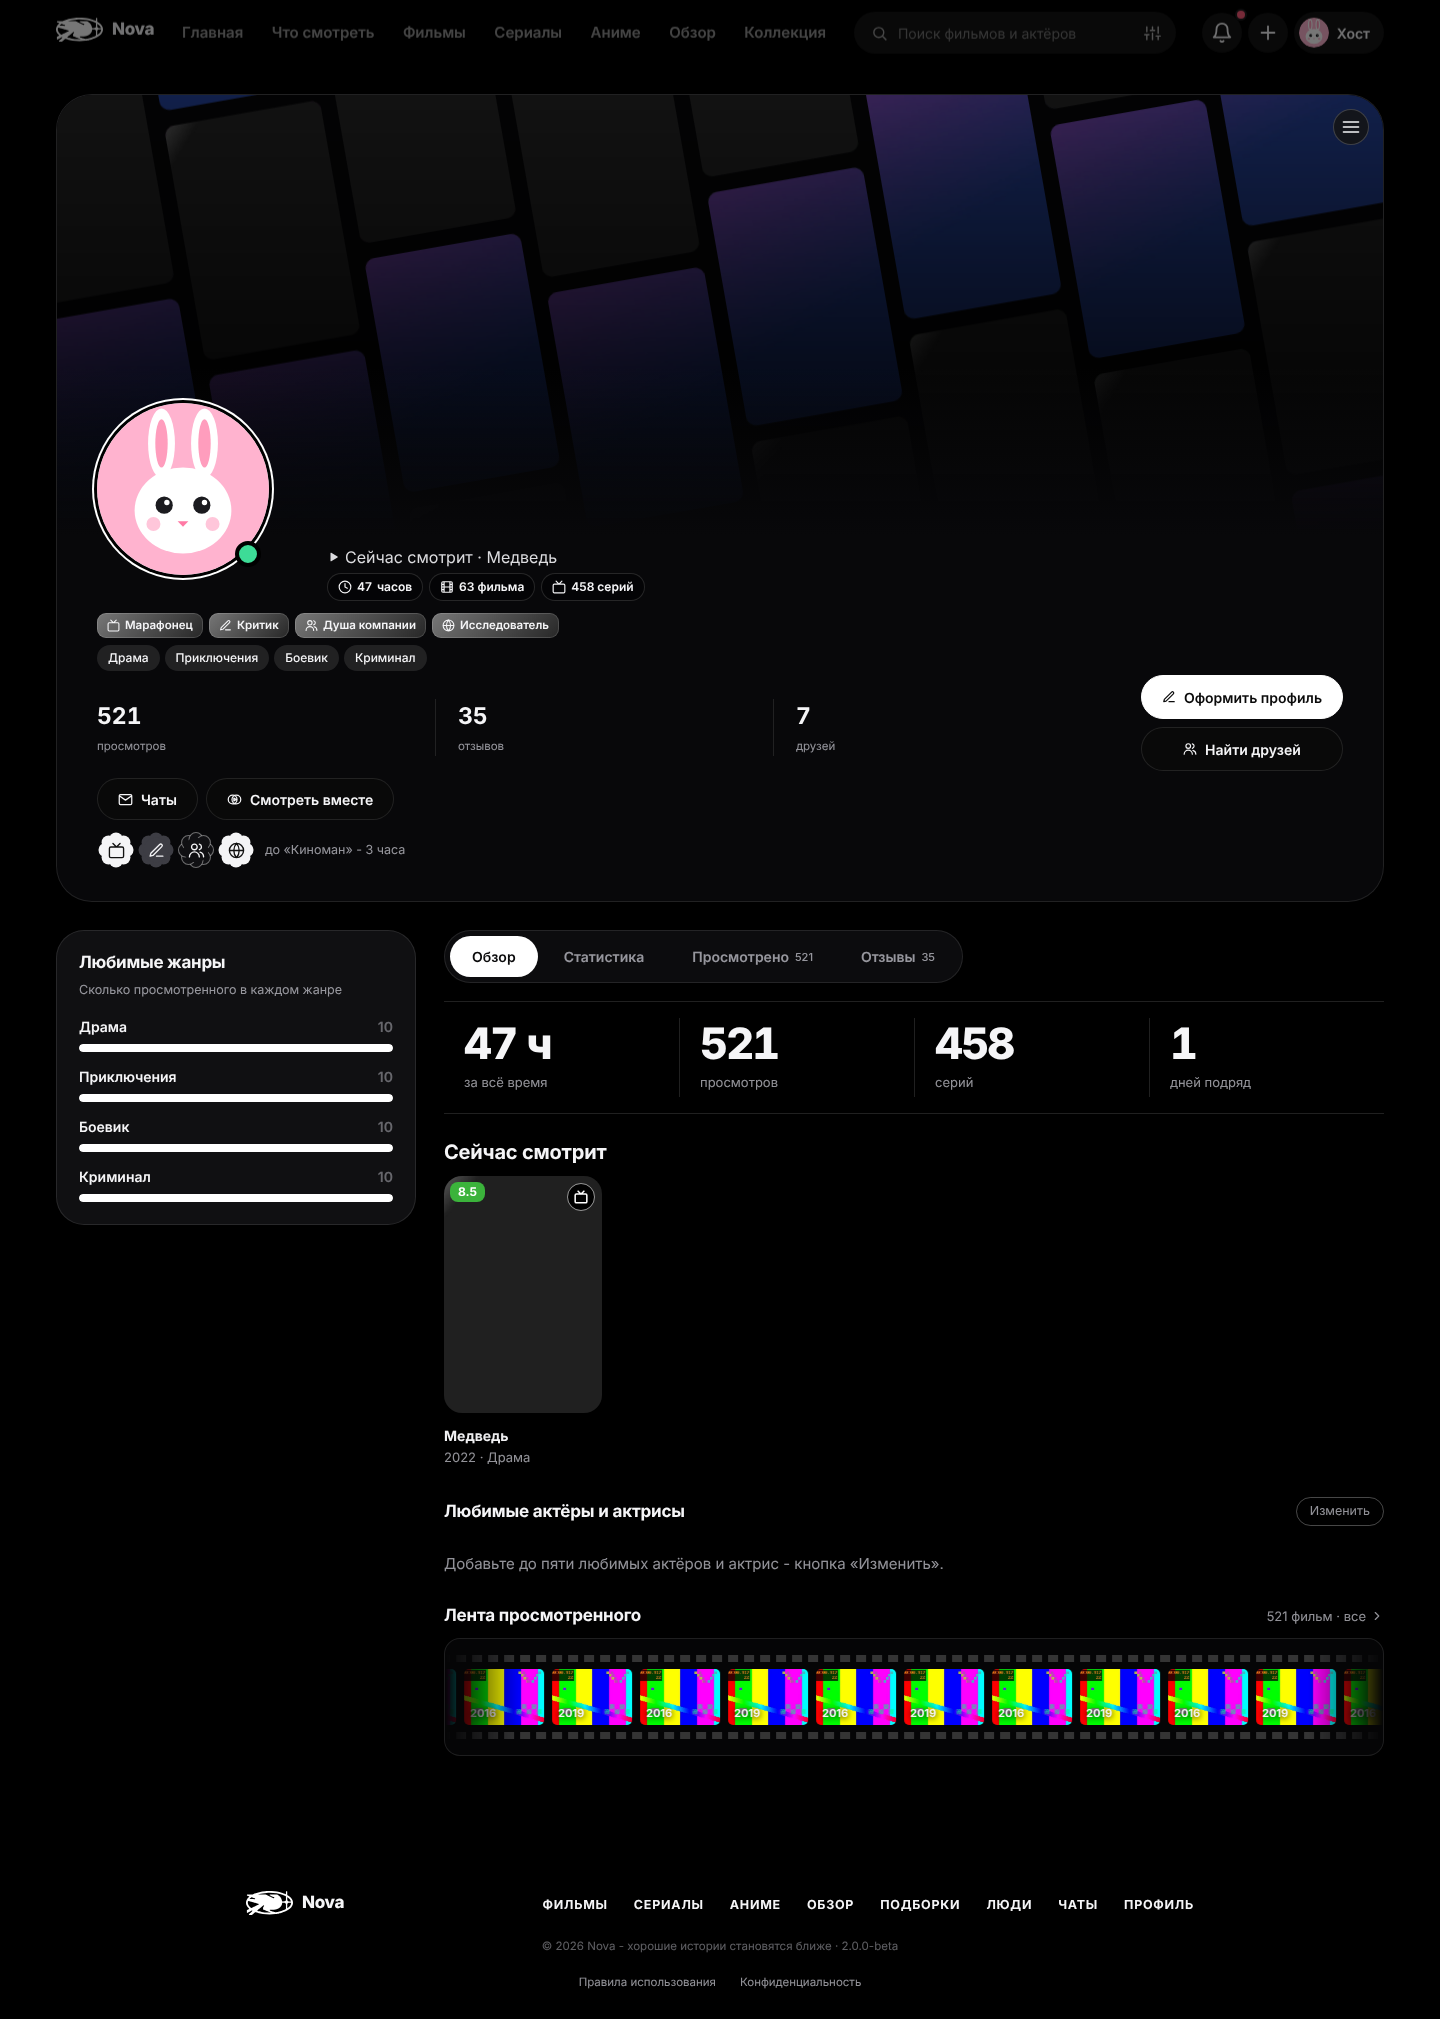 Nova Главная Что смотреть Фильмы Сериалы Аниме Обзор Коллекция Поиск фильмов и актёров Хост
Сейчас смотрит · Медведь
47 часов 63 фильма 458 серий
Марафонец Критик Душа компании Исследователь
Драма Приключения Боевик Криминал
521 35 7
просмотров отзывов друзей
Оформить профиль
Найти друзей
Чаты Смотреть вместе
до «Киноман» - 3 часа
Любимые жанры
Сколько просмотренного в каждом жанре
Драма 10
Приключения 10
Боевик 10
Криминал 10
Обзор Статистика Просмотрено 521 Отзывы 35
47 ч 521 458 1
за всё время просмотров серий дней подряд
Сейчас смотрит
8.5
Медведь
2022 · Драма
Любимые актёры и актрисы Изменить
Добавьте до пяти любимых актёров и актрис - кнопка «Изменить».
Лента просмотренного 521 фильм · все
2016 2019 2016 2019 2016 2019 2016 2019 2016 2019
Nova ФИЛЬМЫ СЕРИАЛЫ АНИМЕ ОБЗОР ПОДБОРКИ ЛЮДИ ЧАТЫ ПРОФИЛЬ
© 2026 Nova - хорошие истории становятся ближе · 2.0.0-beta
Правила использования Конфиденциальность